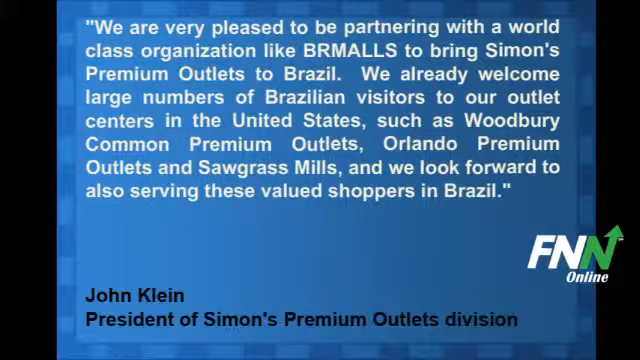 "We are very pleased to be partnering with a world
class organization like BRMALLS to bring Simon's
Premium Outlets to Brazil. We already welcome
large numbers of Brazilian visitors to our outlet
centers in the United States, such as Woodbury
Common Premium Outlets, Orlando Premium
Outlets and Sawgrass Mills, and we look forward to
also serving these valued shoppers in Brazil."
FNN
Online
John Klein
President of Simon's Premium Outlets division